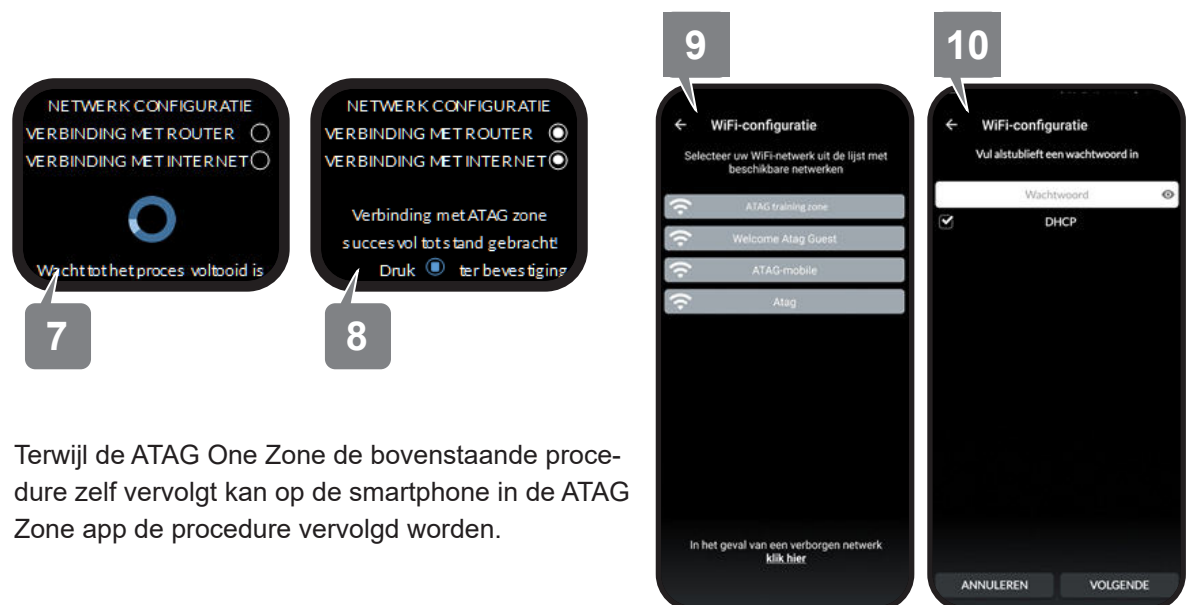 7
NETWERK CONFIGURATIE
VERBINDING MET ROUTER
VERBINDING MET INTERNET
Wacht tot het proces voltooid is
8
NETWERK CONFIGURATIE
VERBINDING MET ROUTER
VERBINDING MET INTERNET
Verbinding met ATAG zone
succesvol tot stand gebracht!
Druk ter bevestiging
Terwijl de ATAG One Zone de bovenstaande proce-
dure zelf vervolgt kan op de smartphone in de ATAG
Zone app de procedure vervolgd worden.
9
WiFi-configuratie
Selecteer uw WiFi-netwerk uit de lijst met
beschikbare netwerken
ATAG training zone
Welcome Atag Guest
ATAG-mobile
Atag
In het geval van een verborgen netwerk
klik hier
10
WiFi-configuratie
Vul alstublieft een wachtwoord in
Wachtwoord
DHCP
ANNULEREN VOLGENDE